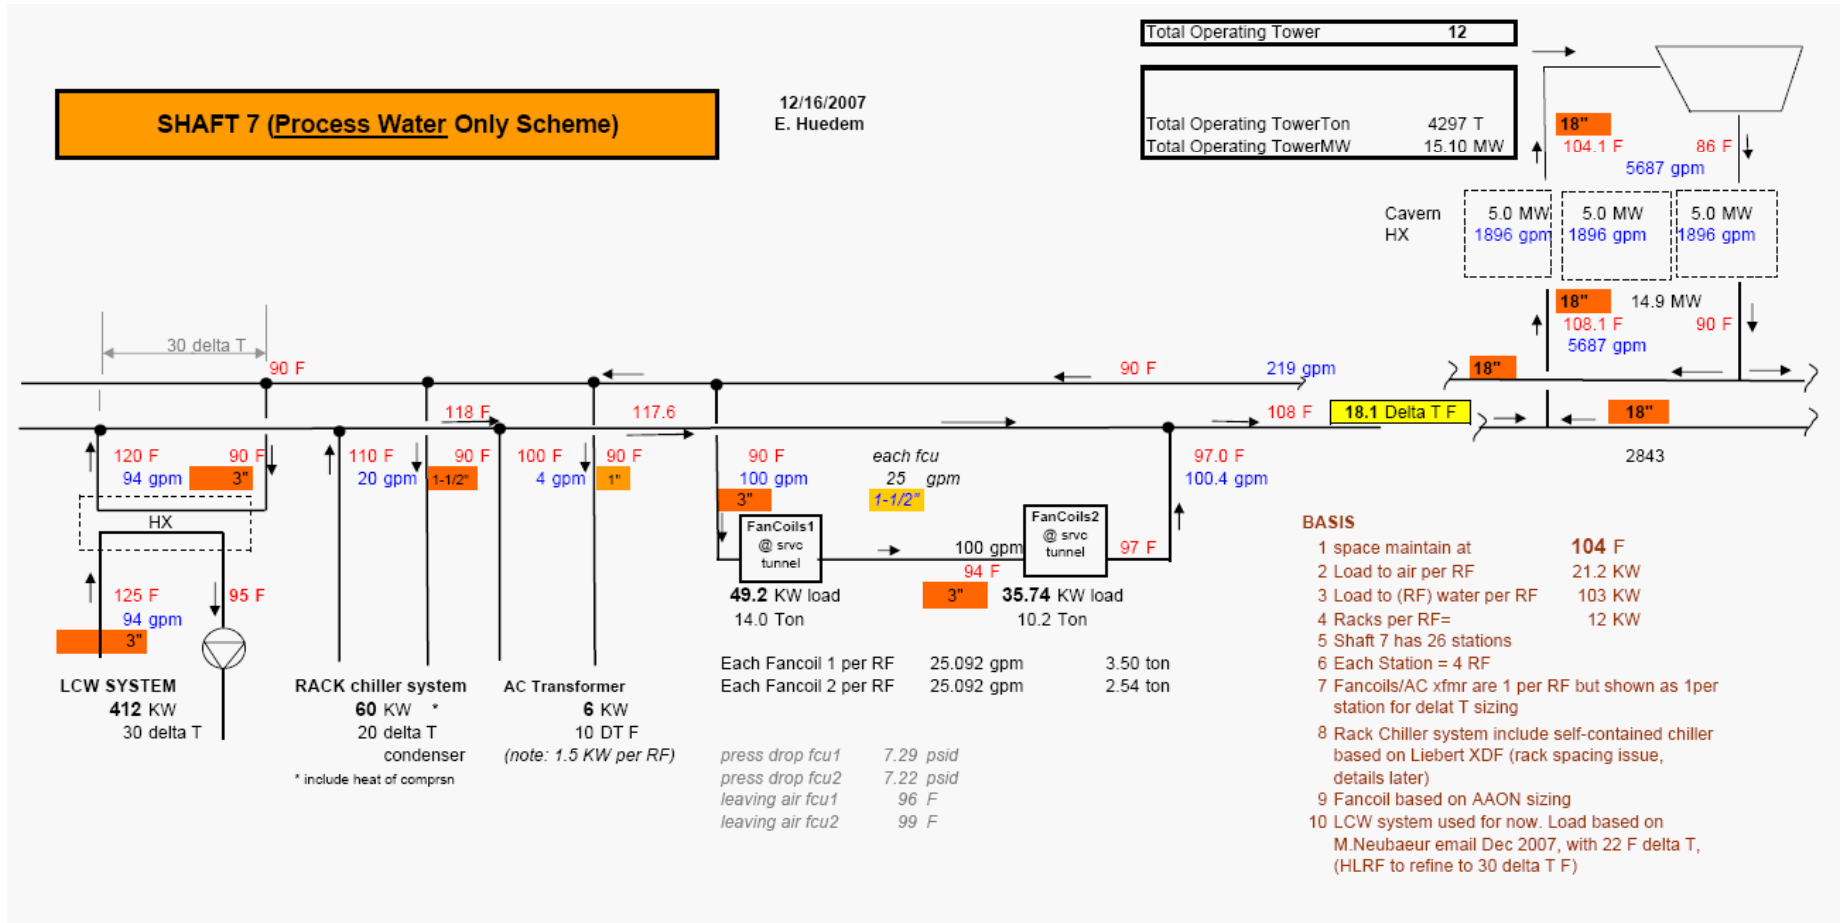 Total Operating Tower 12
SHAFT 7 (Process Water Only Scheme)
12/16/2007
E. Huedem
Total Operating TowerTon 4297 T
Total Operating TowerMW 15.10 MW
18"
104.1 F 86 F
5687 gpm
Cavern 5.0 MW 5.0 MW 5.0 MW
HX 1896 gpm 1896 gpm 1896 gpm
18" 14.9 MW
108.1 F 90 F
5687 gpm
30 delta T
90 F 90 F 219 gpm 18"
118 F 117.6 108 F 18.1 Delta T F 18"
120 F 90 F 110 F 90 F 100 F 90 F 90 F each fcu 97.0 F 2843
94 gpm 3" 20 gpm 1-1/2" 4 gpm 1" 100 gpm 25 gpm 100.4 gpm
3" 1-1/2"
HX
FanCoils1
@ srvc
tunnel
FanCoils2
@ srvc
tunnel
100 gpm 97 F
94 F
3"
49.2 KW load 35.74 KW load
14.0 Ton 10.2 Ton
125 F 95 F
94 gpm
3"
LCW SYSTEM
412 KW
30 delta T
RACK chiller system
60 KW *
20 delta T
condenser
* include heat of comprsn
AC Transformer
6 KW
10 DT F
(note: 1.5 KW per RF)
Each Fancoil 1 per RF 25.092 gpm 3.50 ton
Each Fancoil 2 per RF 25.092 gpm 2.54 ton
press drop fcu1 7.29 psid
press drop fcu2 7.22 psid
leaving air fcu1 96 F
leaving air fcu2 99 F
BASIS
1 space maintain at 104 F
2 Load to air per RF 21.2 KW
3 Load to (RF) water per RF 103 KW
4 Racks per RF= 12 KW
5 Shaft 7 has 26 stations
6 Each Station = 4 RF
7 Fancoils/AC xfmr are 1 per RF but shown as 1per
station for delat T sizing
8 Rack Chiller system include self-contained chiller
based on Liebert XDF (rack spacing issue,
details later)
9 Fancoil based on AAON sizing
10 LCW system used for now. Load based on
M.Neubaeur email Dec 2007, with 22 F delta T,
(HLRF to refine to 30 delta T F)